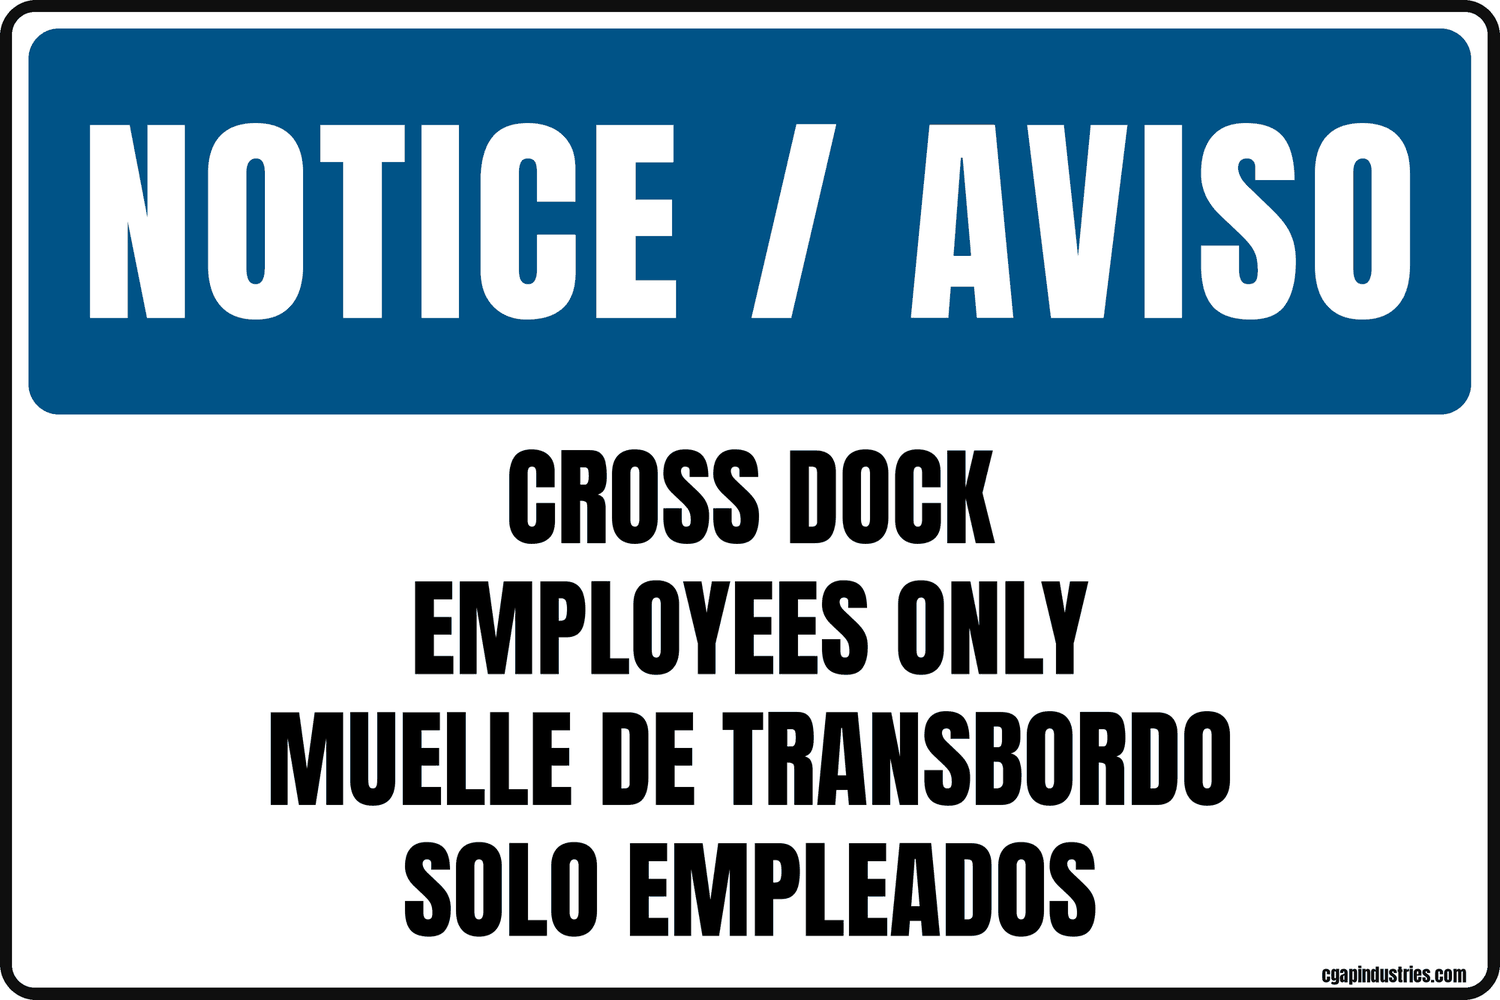 NOTICE / AVISO
CROSS DOCK
EMPLOYEES ONLY
MUELLE DE TRANSBORDO
SOLO EMPLEADOS
cgapindustries.com